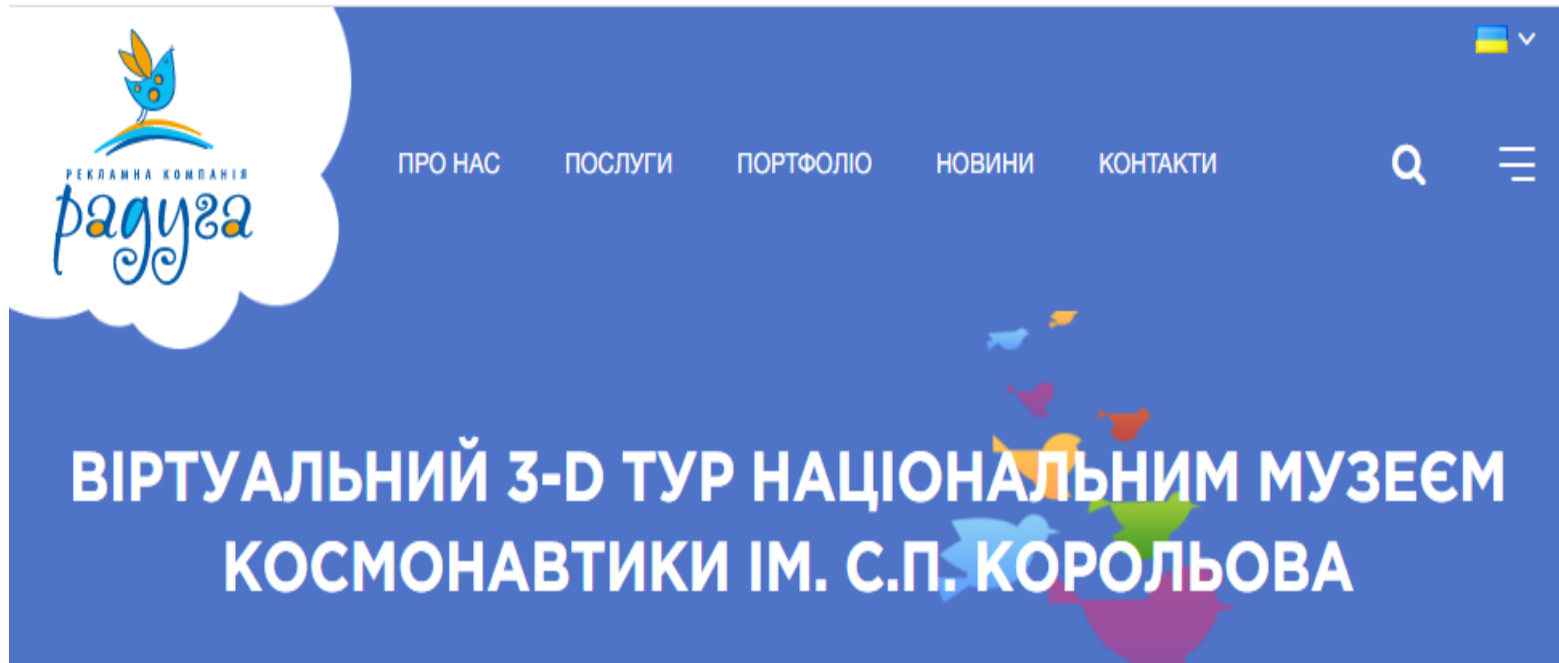 РЕКЛАМНА КОМПАНІЯ
радуга
ПРО НАС ПОСЛУГИ ПОРТФОЛІО НОВИНИ КОНТАКТИ
ВІРТУАЛЬНИЙ 3-D ТУР НАЦІОНАЛЬНИМ МУЗЕЄМ
КОСМОНАВТИКИ ІМ. С.П. КОРОЛЬОВА